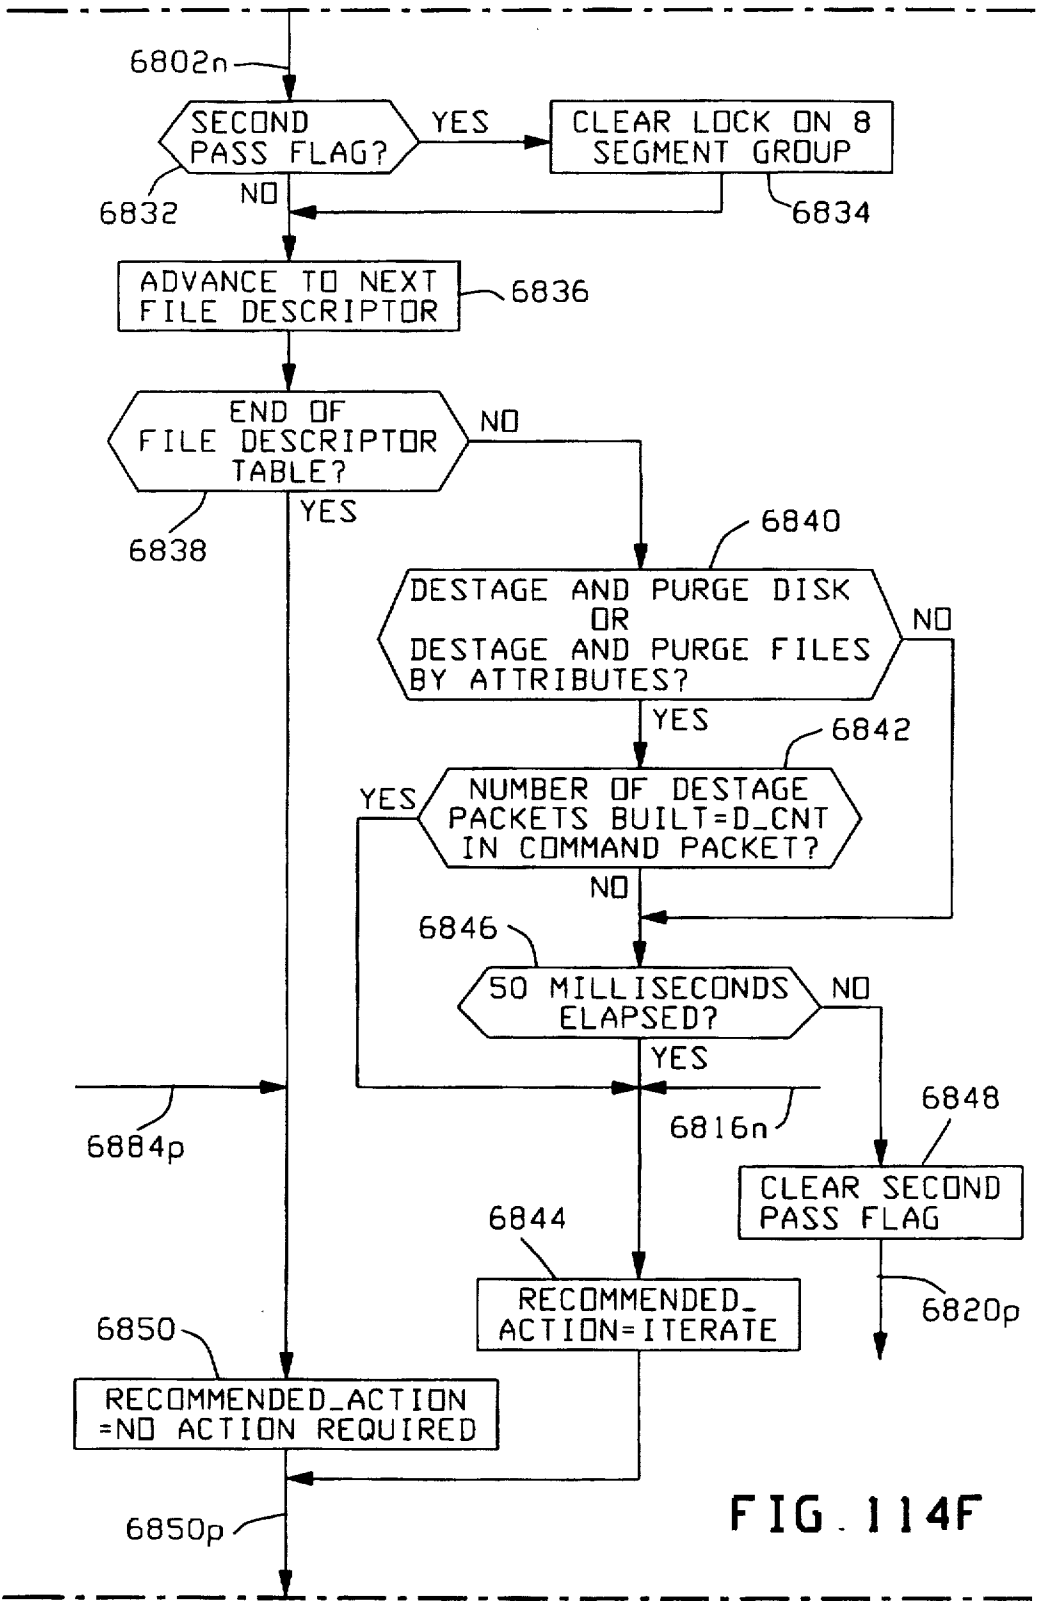 6802n
SECOND
PASS FLAG?
YES
CLEAR LOCK ON 8
SEGMENT GROUP
NO
6832
6834
ADVANCE TO NEXT
FILE DESCRIPTOR
6836
END OF
FILE DESCRIPTOR
TABLE?
NO
YES
6838
6840
DESTAGE AND PURGE DISK
OR
DESTAGE AND PURGE FILES
BY ATTRIBUTES?
NO
YES
6842
NUMBER OF DESTAGE
PACKETS BUILT=D_CNT
IN COMMAND PACKET?
YES
NO
6846
50 MILLISECONDS
ELAPSED?
NO
YES
6884p
6816n
6848
CLEAR SECOND
PASS FLAG
6844
RECOMMENDED_
ACTION=ITERATE
6820p
6850
RECOMMENDED_ACTION
=NO ACTION REQUIRED
6850p
FIG. 114F